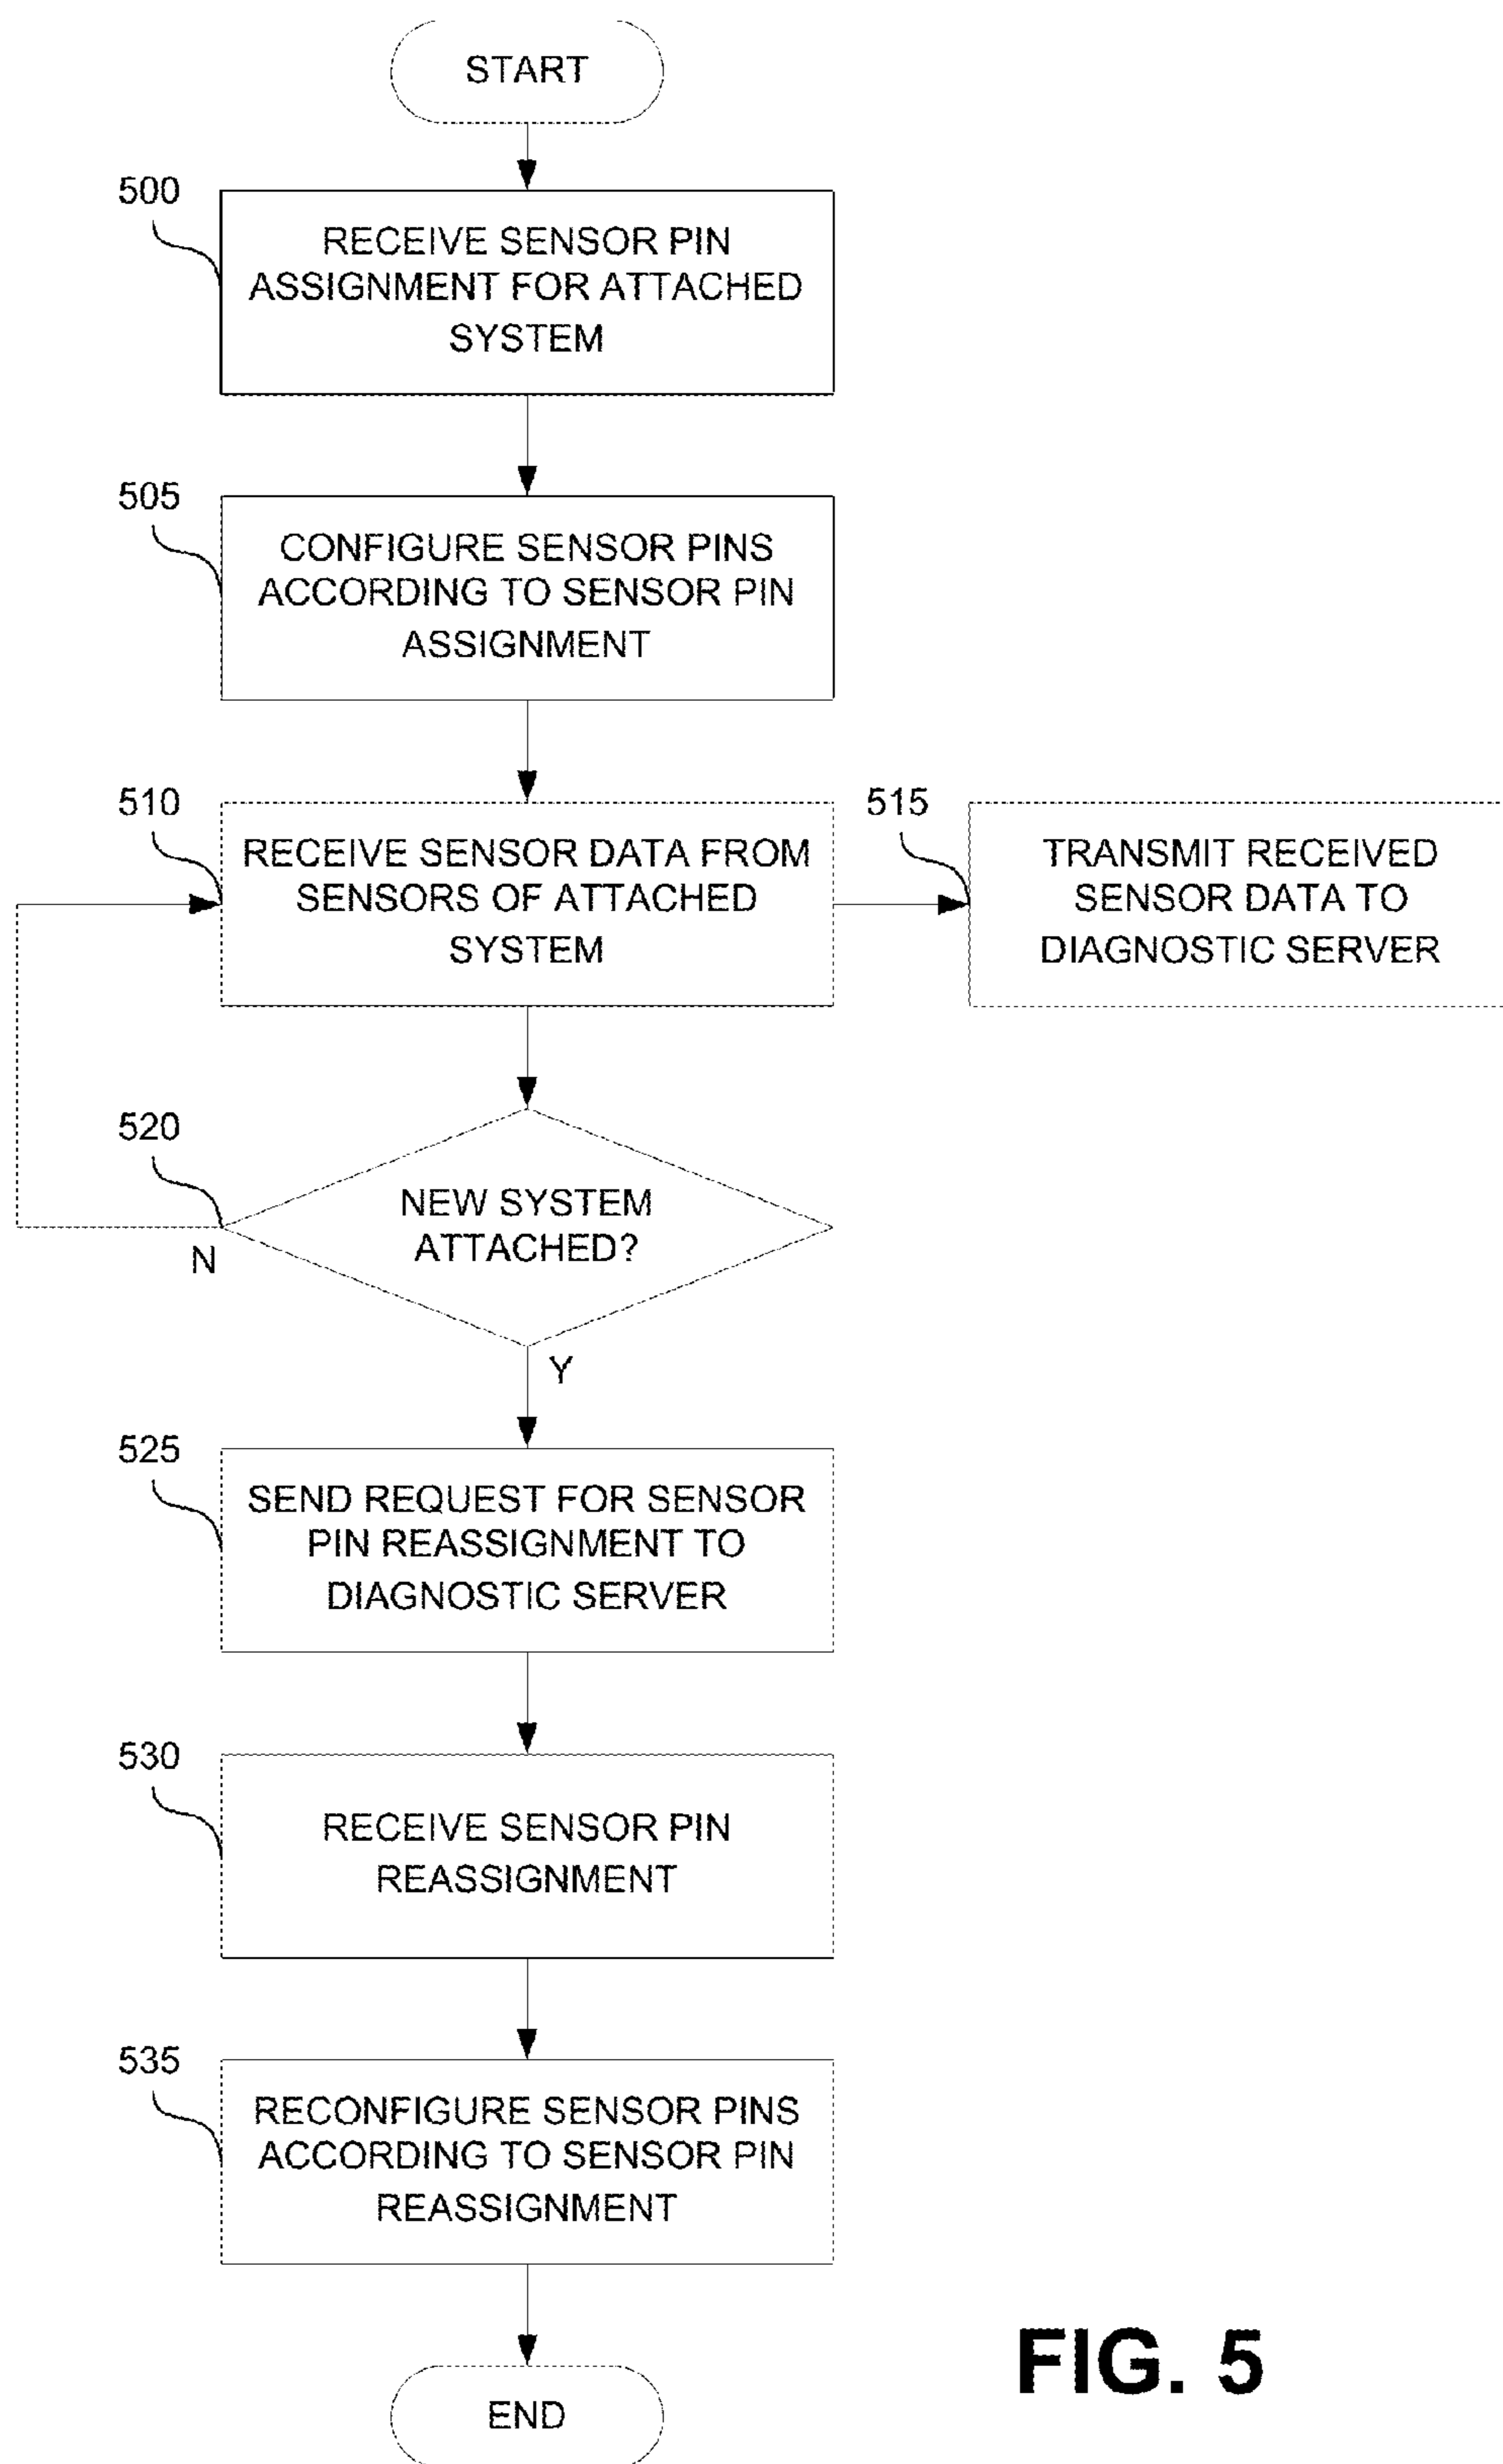 START
500
RECEIVE SENSOR PIN
ASSIGNMENT FOR ATTACHED
SYSTEM
505
CONFIGURE SENSOR PINS
ACCORDING TO SENSOR PIN
ASSIGNMENT
510
RECEIVE SENSOR DATA FROM
SENSORS OF ATTACHED
SYSTEM
515
TRANSMIT RECEIVED
SENSOR DATA TO
DIAGNOSTIC SERVER
520
NEW SYSTEM
ATTACHED?
N
Y
525
SEND REQUEST FOR SENSOR
PIN REASSIGNMENT TO
DIAGNOSTIC SERVER
530
RECEIVE SENSOR PIN
REASSIGNMENT
535
RECONFIGURE SENSOR PINS
ACCORDING TO SENSOR PIN
REASSIGNMENT
END
FIG. 5